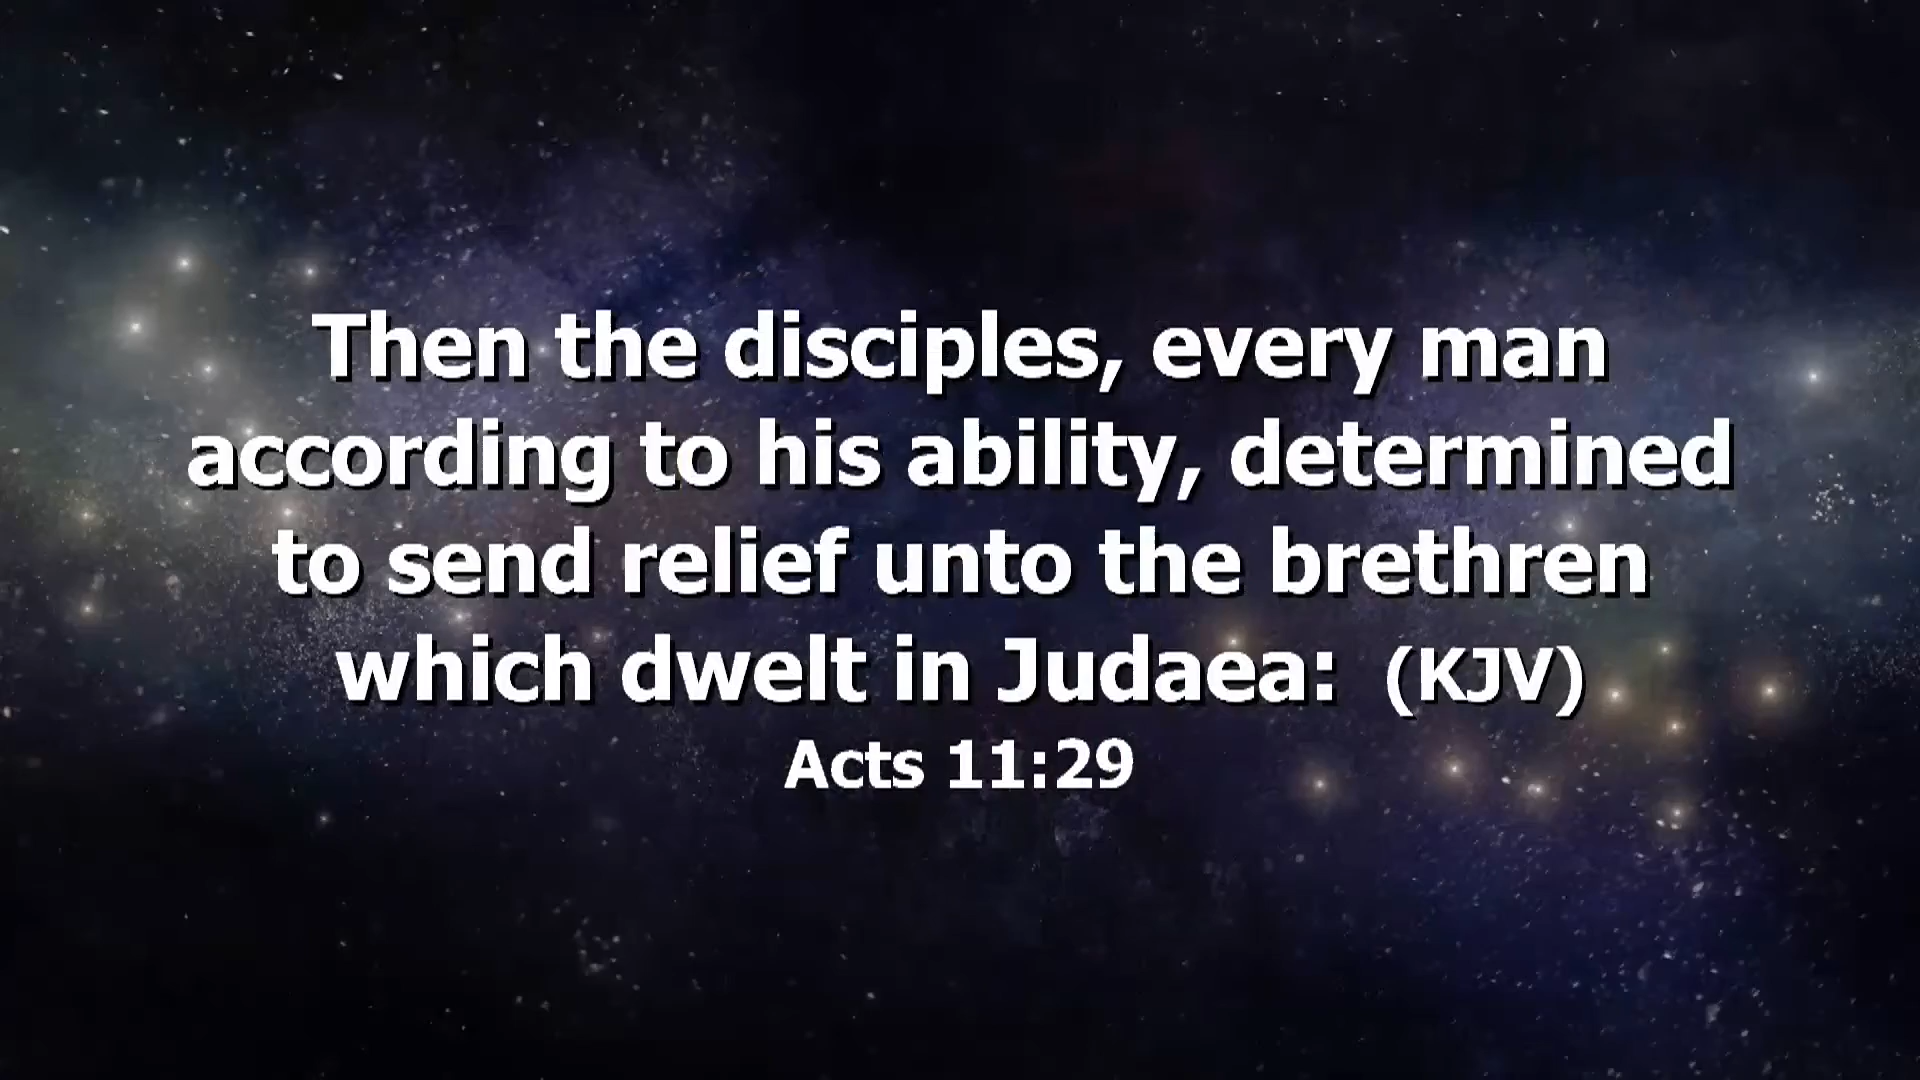 Then the disciples, every man
according to his ability, determined
to send relief unto the brethren
which dwelt in Judaea: (KJV)
Acts 11:29